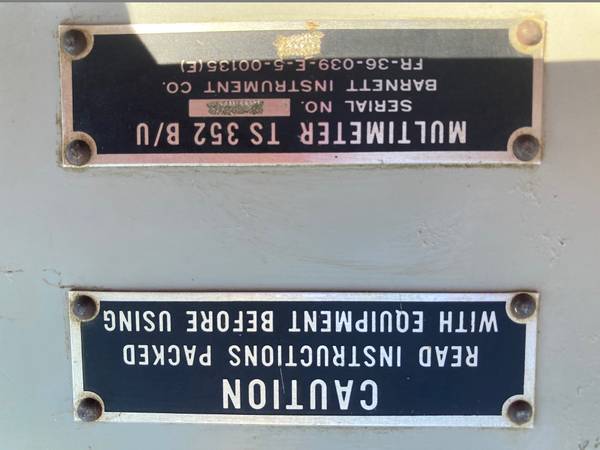 CAUTION
READ INSTRUCTIONS PACKED
WITH EQUIPMENT BEFORE USING
MULTIMETER TS 352 B/U
SERIAL NO.
BARNETT INSTRUMENT CO.
FR-36-039-E-5-00135(E)